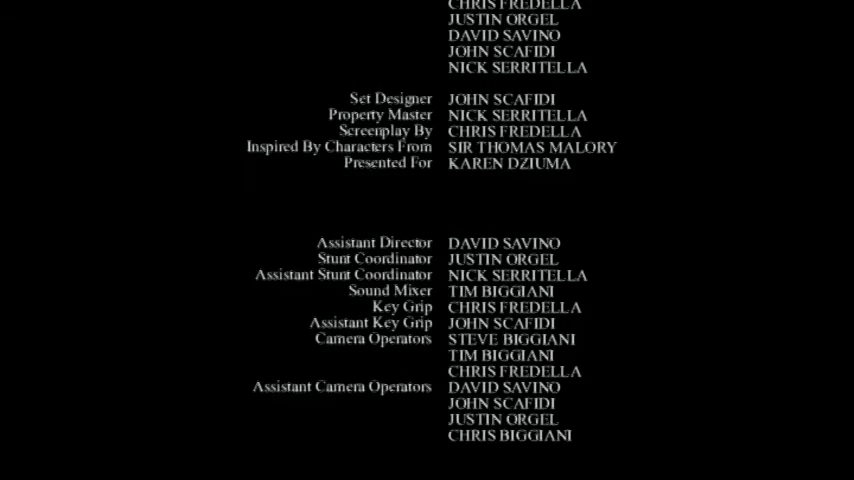 CHRIS FREDELLA
JUSTIN ORGEL
DAVID SAVINO
JOHN SCAFIDI
NICK SERRITELLA
Set Designer JOHN SCAFIDI
Property Master NICK SERRITELLA
Screenplay By CHRIS FREDELLA
Inspired By Characters From SIR THOMAS MALORY
Presented For KAREN DZIUMA
Assistant Director DAVID SAVINO
Stunt Coordinator JUSTIN ORGEL
Assistant Stunt Coordinator NICK SERRITELLA
Sound Mixer TIM BIGGIANI
Key Grip CHRIS FREDELLA
Assistant Key Grip JOHN SCAFIDI
Camera Operators STEVE BIGGIANI
TIM BIGGIANI
CHRIS FREDELLA
Assistant Camera Operators DAVID SAVINO
JOHN SCAFIDI
JUSTIN ORGEL
CHRIS BIGGIANI